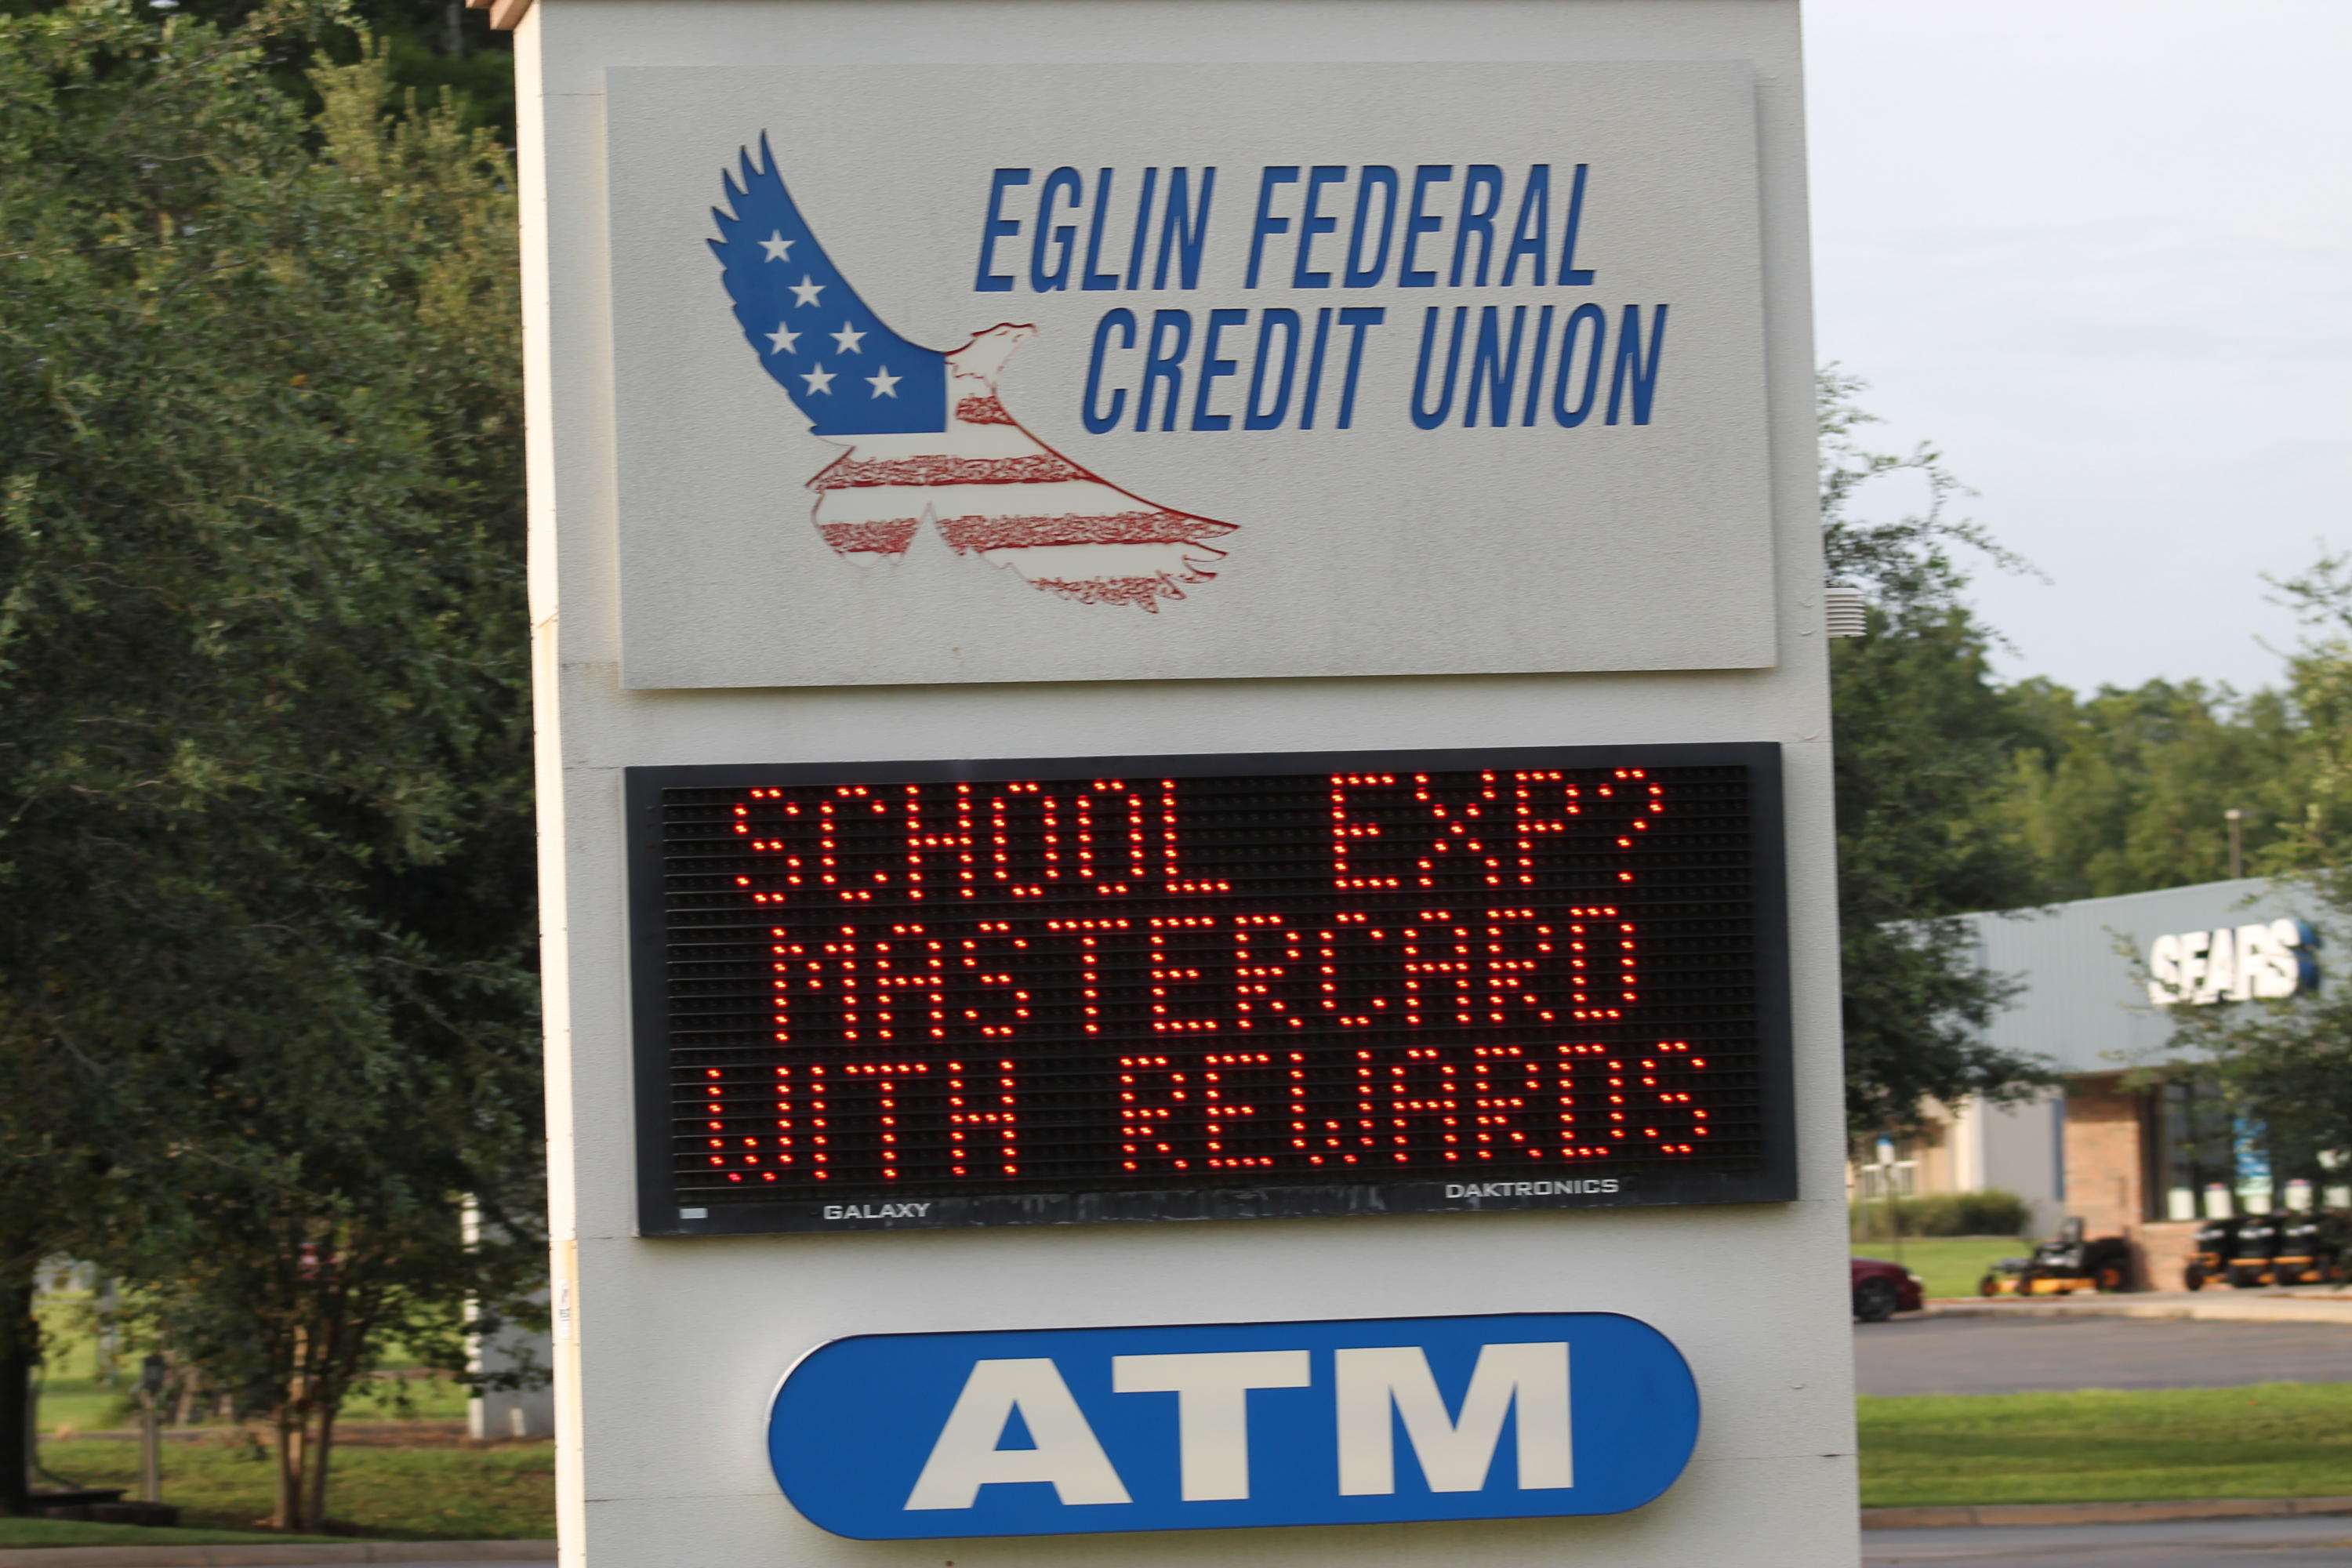 EGLIN FEDERAL
CREDIT UNION
SCHOOL EXP?
MASTERCARD
WITH REWARDS
GALAXY
DAKTRONICS
ATM
SEARS